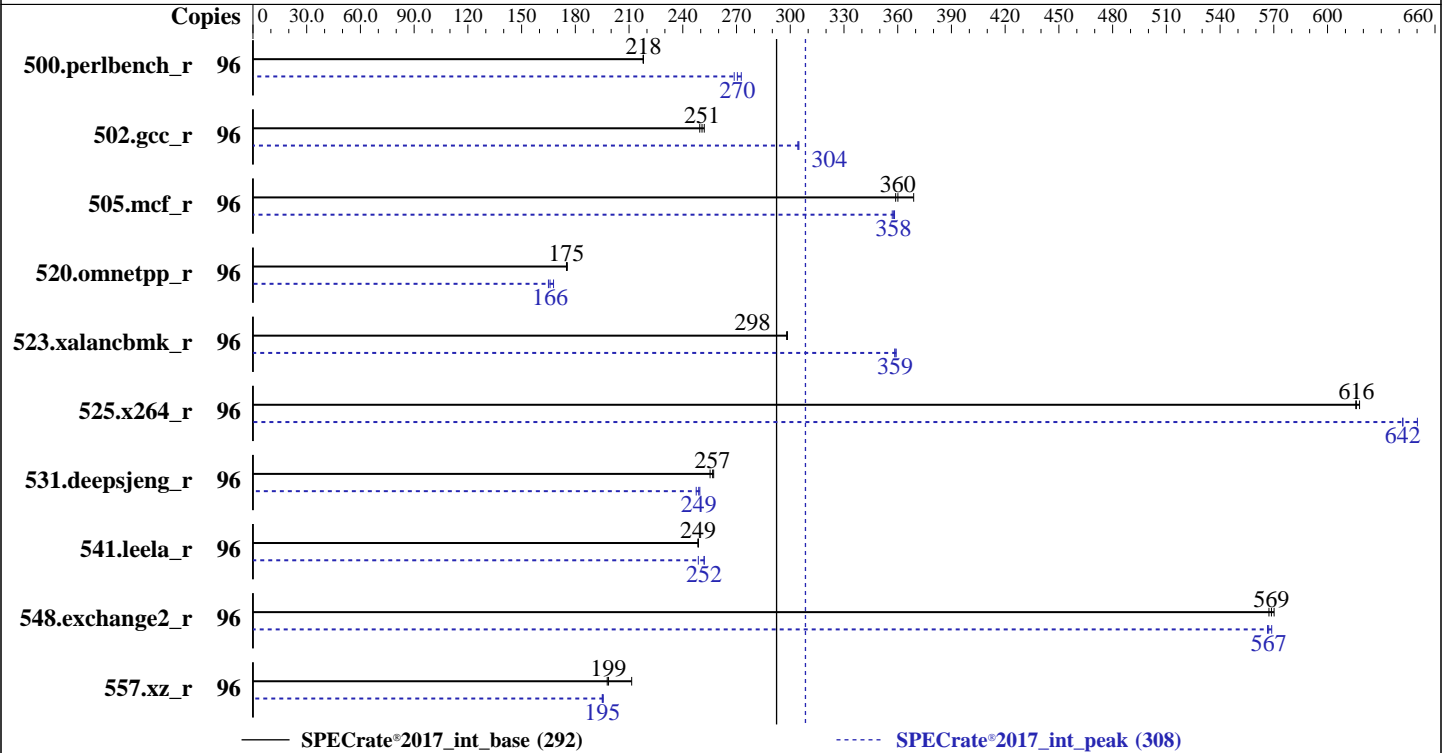 Copies 0 30.0 60.0 90.0 120 150 180 210 240 270 300 330 360 390 420 450 480 510 540 570 600 660
218
500.perlbench_r 96
270
251
502.gcc_r 96
304
360
505.mcf_r 96
358
175
520.omnetpp_r 96
166
298
523.xalancbmk_r 96
359
616
525.x264_r 96
642
257
531.deepsjeng_r 96
249
249
541.leela_r 96
252
569
548.exchange2_r 96
567
199
557.xz_r 96
195
SPECrate®2017_int_base (292) SPECrate®2017_int_peak (308)